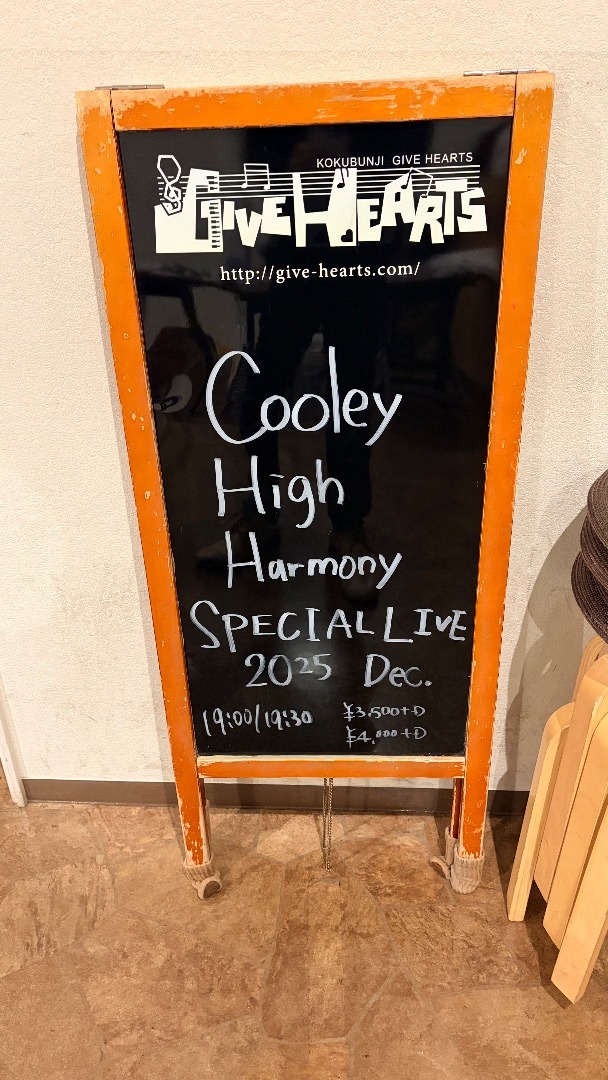 KOKUBUNJI GIVE HEARTS
GIVE HEARTS
http://give-hearts.com/
Cooley
High
Harmony
SPECIAL LIVE
2025 Dec.
19:00/19:30 ¥3,500+D
¥4,000+D